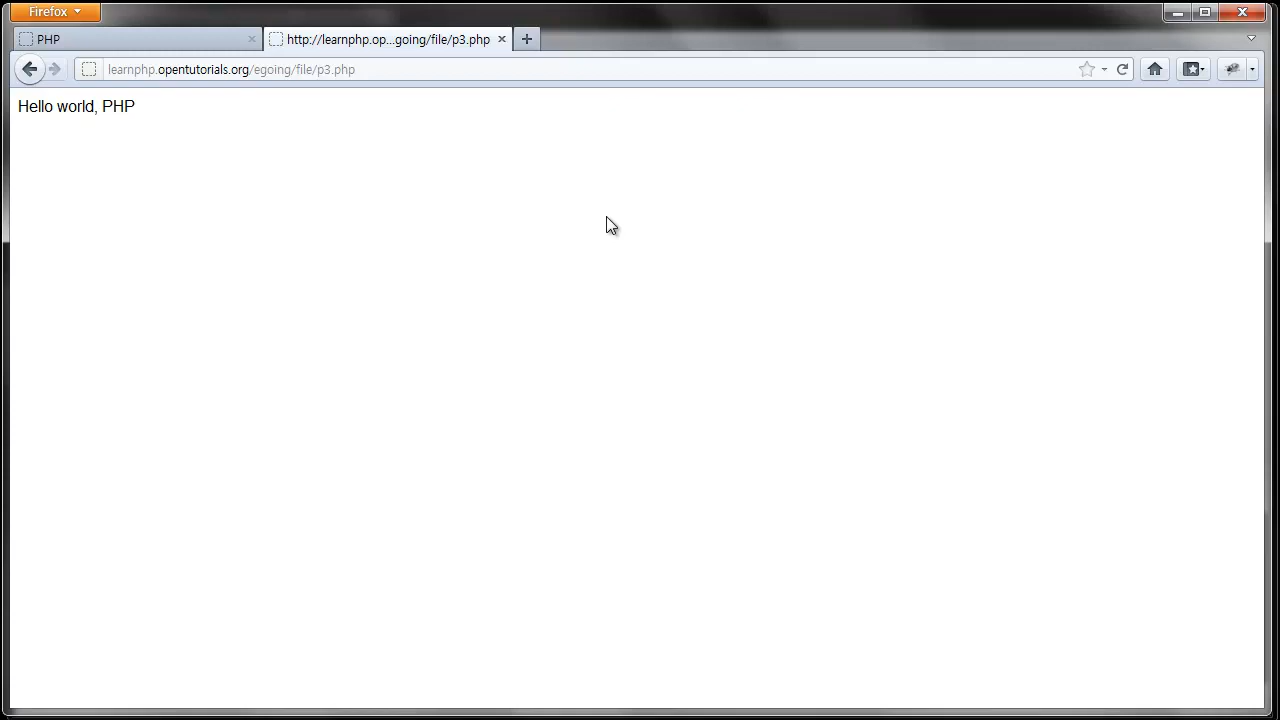 Firefox
PHP
http://learnphp.op...going/file/p3.php
learnphp.opentutorials.org/egoing/file/p3.php
Hello world, PHP